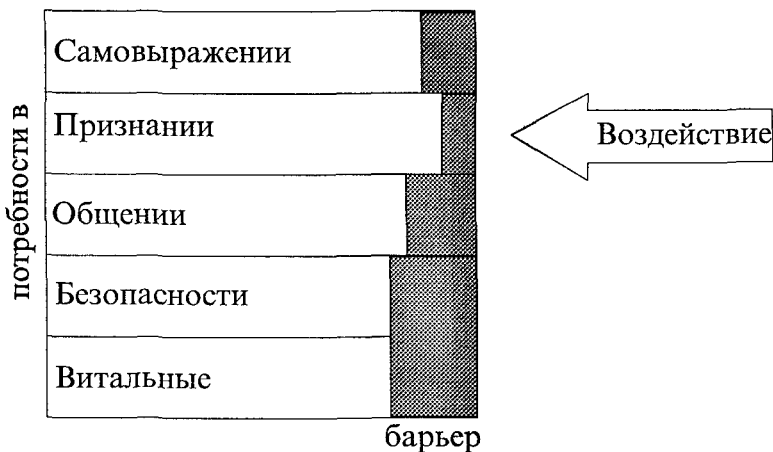 потребности в
Самовыражении
Признании
Общении
Безопасности
Витальные
Воздействие
барьер